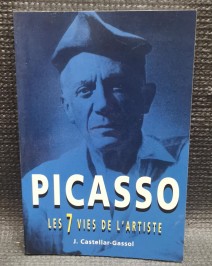 PICASSO
LES 7 VIES DE L'ARTISTE
J. Castellar-Gassol